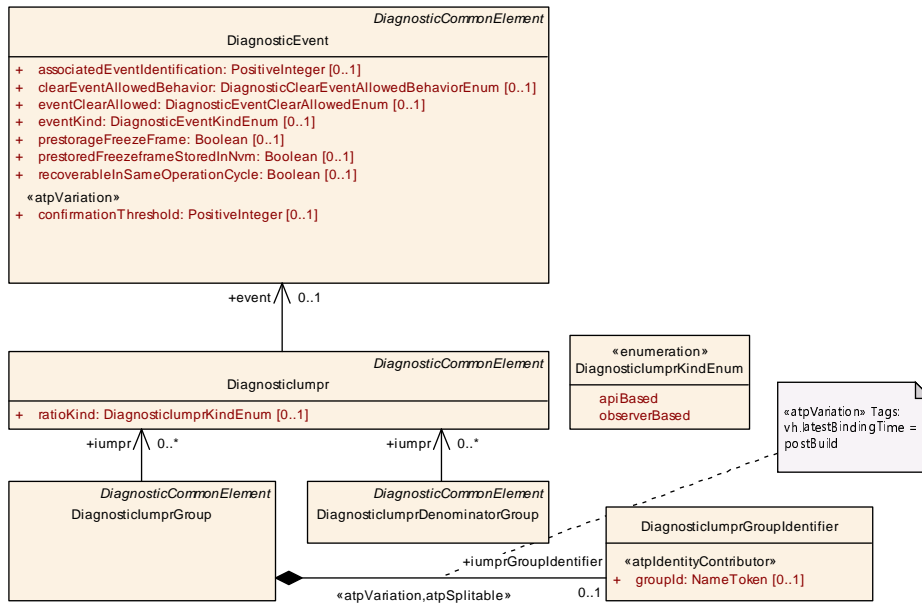 DiagnosticCommonElement
DiagnosticEvent
+ associatedEventIdentification: PositiveInteger [0..1]
+ clearEventAllowedBehavior: DiagnosticClearEventAllowedBehaviorEnum [0..1]
+ eventClearAllowed: DiagnosticEventClearAllowedEnum [0..1]
+ eventKind: DiagnosticEventKindEnum [0..1]
+ prestorageFreezeFrame: Boolean [0..1]
+ prestoredFreezeframeStoredInNvm: Boolean [0..1]
+ recoverableInSameOperationCycle: Boolean [0..1]
«atpVariation»
+ confirmationThreshold: PositiveInteger [0..1]
+event 0..1
DiagnosticCommonElement
DiagnosticIumpr
+ ratioKind: DiagnosticIumprKindEnum [0..1]
«enumeration»
DiagnosticIumprKindEnum
apiBased
observerBased
«atpVariation» Tags:
vh.latestBindingTime =
postBuild
+iumpr 0..*
+iumpr 0..*
DiagnosticCommonElement
DiagnosticIumprGroup
DiagnosticCommonElement
DiagnosticIumprDenominatorGroup
DiagnosticIumprGroupIdentifier
«atpIdentityContributor»
+ groupId: NameToken [0..1]
+iumprGroupIdentifier
0..1
«atpVariation,atpSplitable»